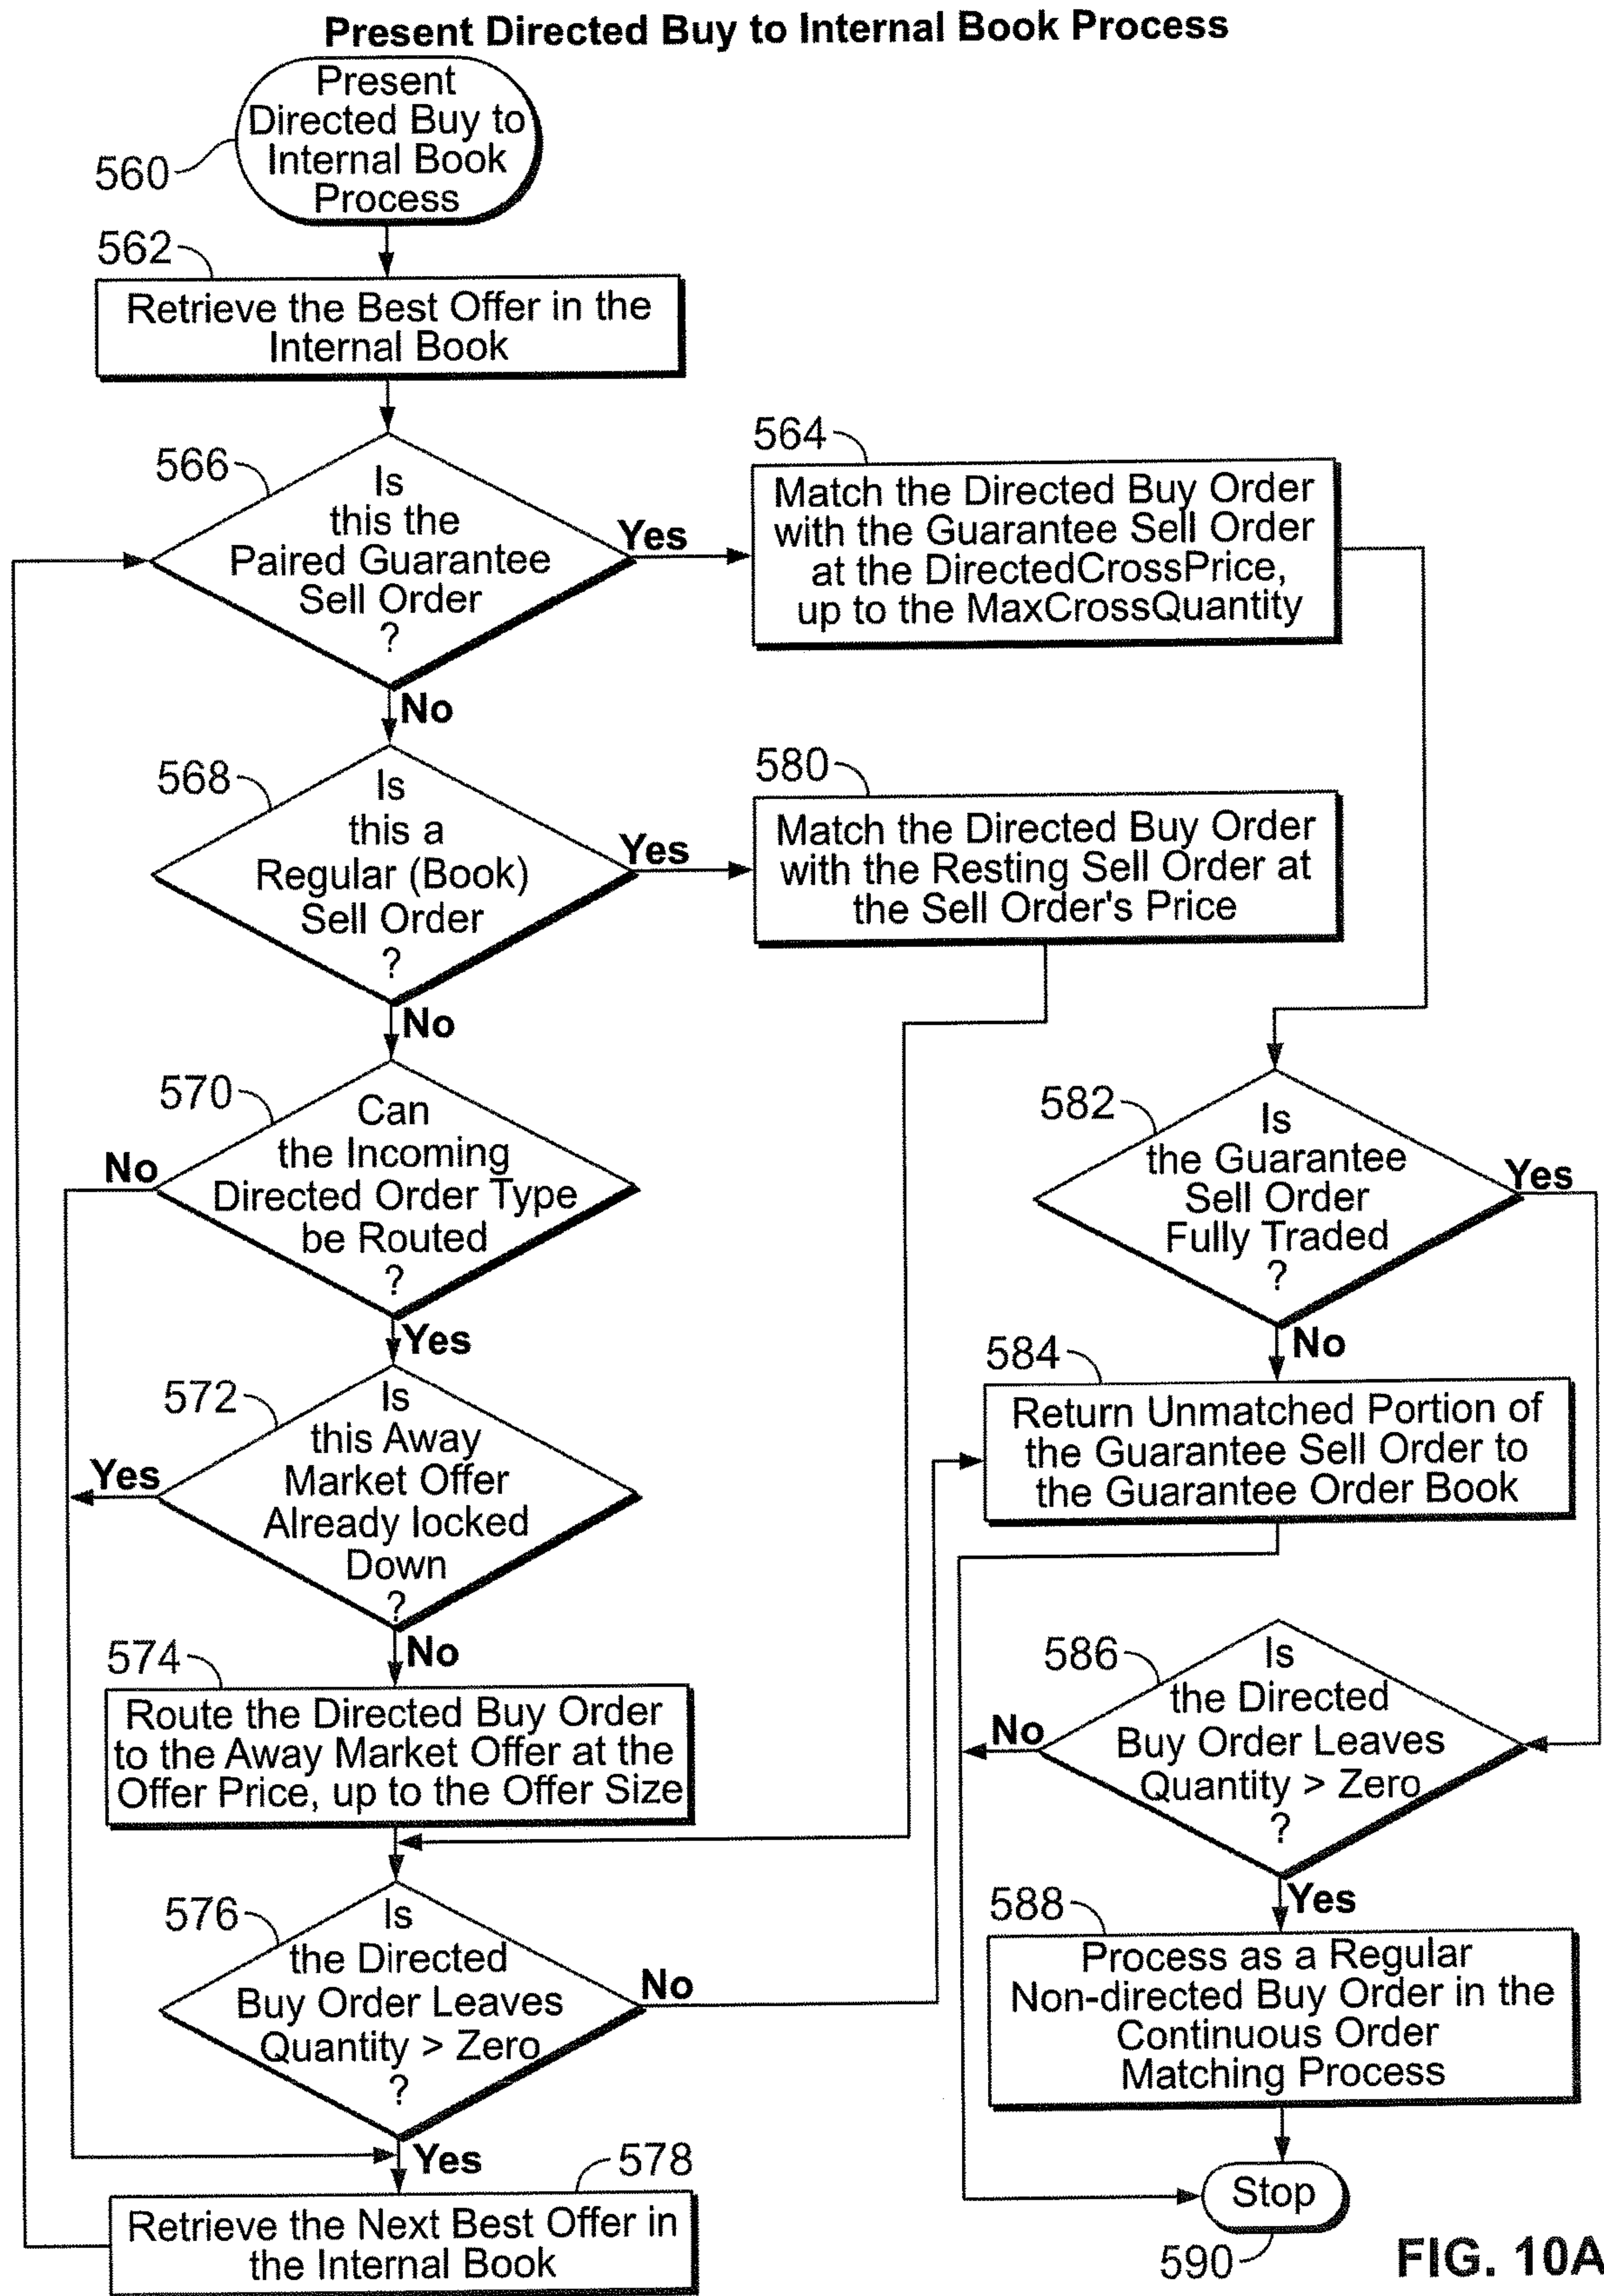 Present Directed Buy to Internal Book Process
Present
Directed Buy to
Internal Book
Process
560
562
Retrieve the Best Offer in the
Internal Book
566
Is
this the
Paired Guarantee
Sell Order
?
Yes
No
564
Match the Directed Buy Order
with the Guarantee Sell Order
at the DirectedCrossPrice,
up to the MaxCrossQuantity
568
Is
this a
Regular (Book)
Sell Order
?
Yes
No
580
Match the Directed Buy Order
with the Resting Sell Order at
the Sell Order's Price
570
Can
the Incoming
Directed Order Type
be Routed
?
No
Yes
572
Is
this Away
Market Offer
Already locked
Down
?
Yes
No
574
Route the Directed Buy Order
to the Away Market Offer at the
Offer Price, up to the Offer Size
576
Is
the Directed
Buy Order Leaves
Quantity > Zero
?
No
Yes
578
Retrieve the Next Best Offer in
the Internal Book
582
Is
the Guarantee
Sell Order
Fully Traded
?
Yes
No
584
Return Unmatched Portion of
the Guarantee Sell Order to
the Guarantee Order Book
586
Is
the Directed
Buy Order Leaves
Quantity > Zero
?
No
Yes
588
Process as a Regular
Non-directed Buy Order in the
Continuous Order
Matching Process
Stop
590
FIG. 10A